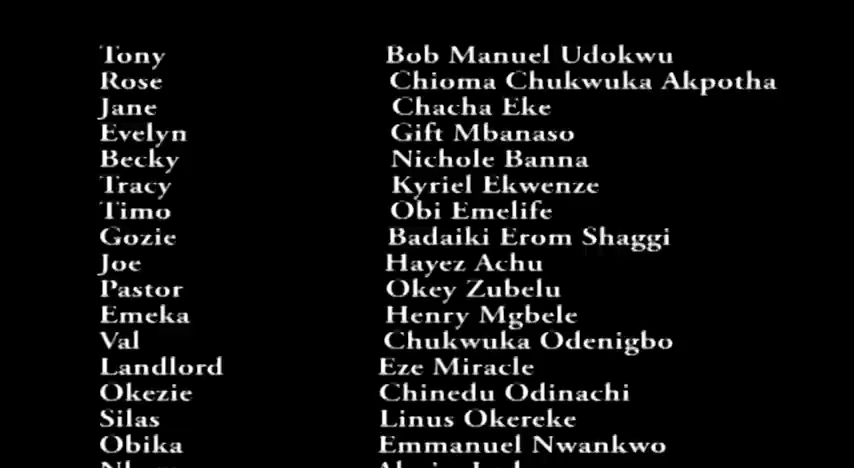 Tony Bob Manuel Udokwu
Rose Chioma Chukwuka Akpotha
Jane Chacha Eke
Evelyn Gift Mbanaso
Becky Nichole Banna
Tracy Kyriel Ekwenze
Timo Obi Emelife
Gozie Badaiki Erom Shaggi
Joe Hayez Achu
Pastor Okey Zubelu
Emeka Henry Mgbele
Val Chukwuka Odenigbo
Landlord Eze Miracle
Okezie Chinedu Odinachi
Silas Linus Okereke
Obika Emmanuel Nwankwo